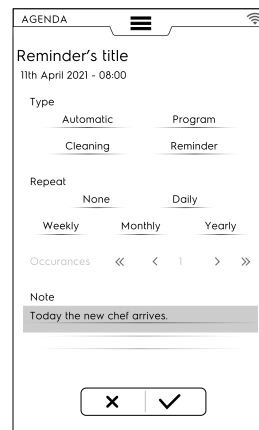 AGENDA
Reminder's title
11th April 2021 - 08:00
Type
Automatic Program
Cleaning Reminder
Repeat
None Daily
Weekly Monthly Yearly
Occurances « < 1 > »
Note
Today the new chef arrives.